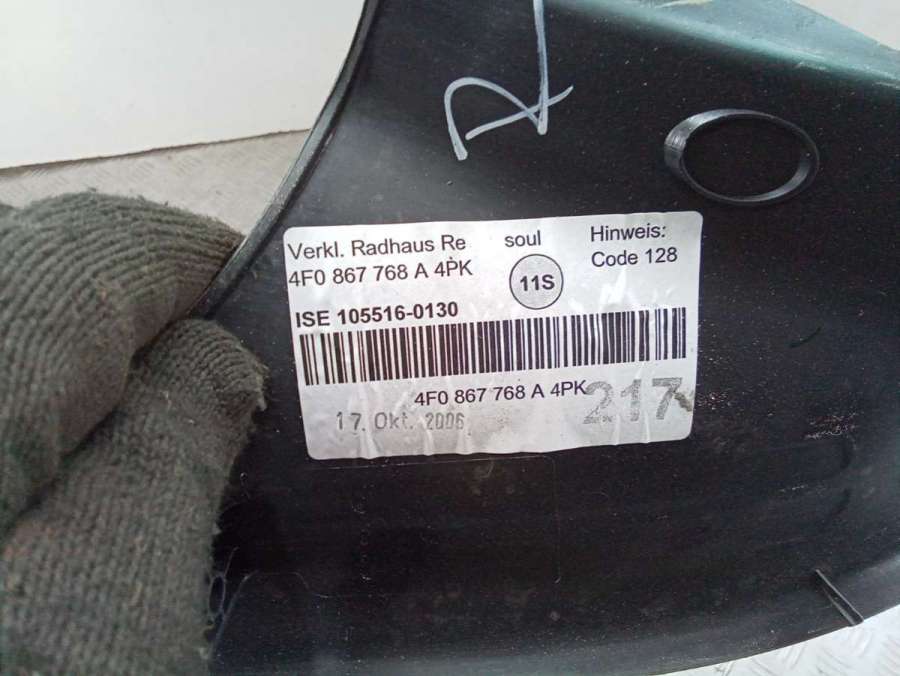 Verkl. Radhaus Re soul Hinweis:
4F0 867 768 A 4PK 11S Code 128
ISE 105516-0130
4F0 867 768 A 4PK
17. Okt. 2006 217